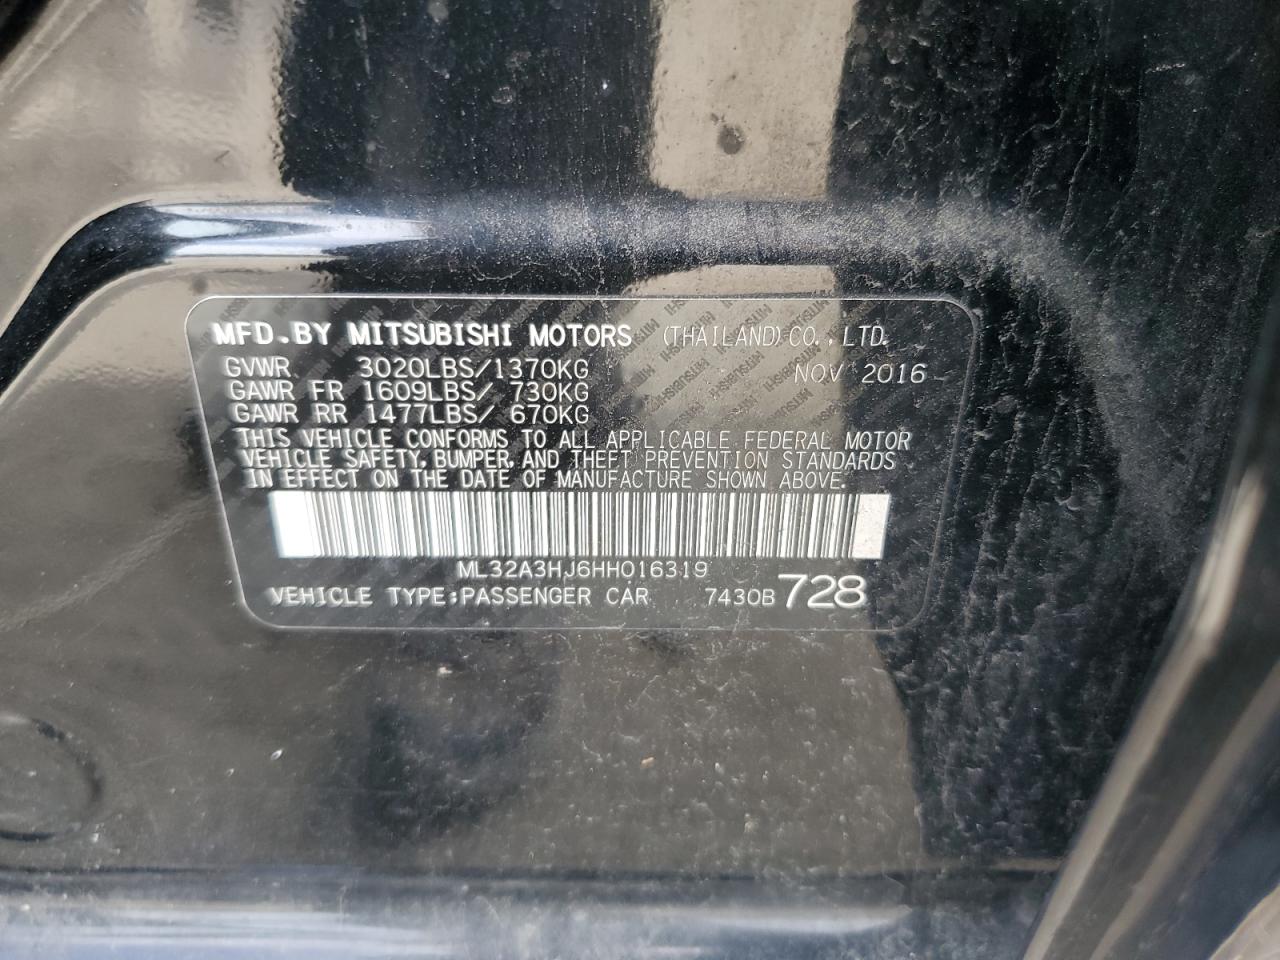 MFD.BY MITSUBISHI MOTORS (THAILAND)CO.,LTD.
GVWR 3020LBS/1370KG NOV 2016
GAWR FR 1609LBS/ 730KG
GAWR RR 1477LBS/ 670KG
THIS VEHICLE CONFORMS TO ALL APPLICABLE FEDERAL MOTOR
VEHICLE SAFETY,BUMPER,AND THEFT PREVENTION STANDARDS
IN EFFECT ON THE DATE OF MANUFACTURE SHOWN ABOVE.
ML32A3HJ6HH016319
VEHICLE TYPE:PASSENGER CAR 7430B 728